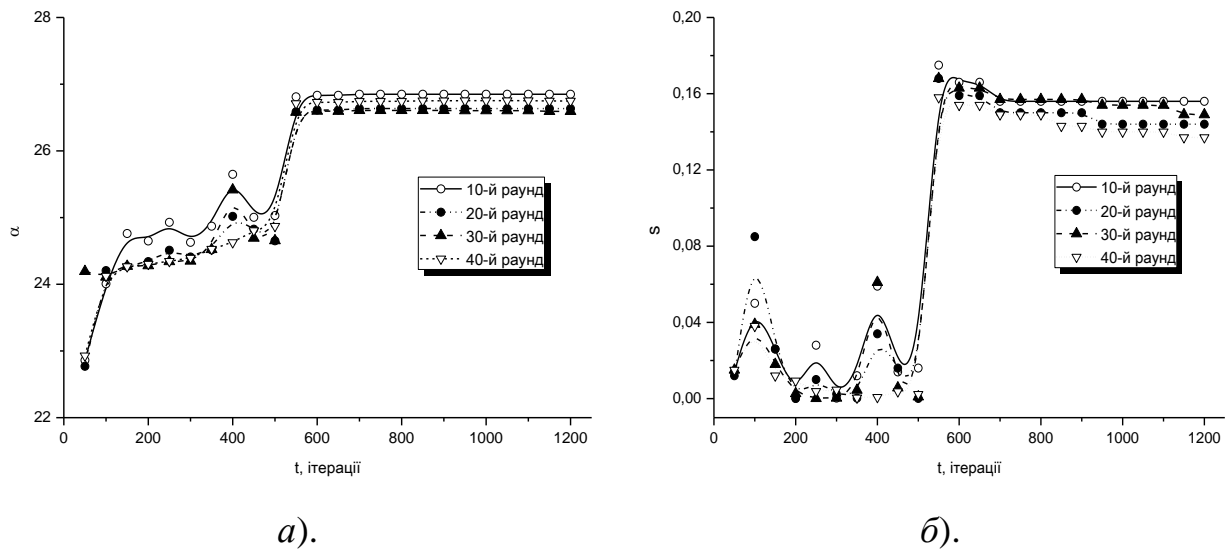 28
26
24
22
α
0
200
400
600
800
1000
1200
t, ітерації
10-й раунд
20-й раунд
30-й раунд
40-й раунд
а).
0,20
0,16
0,12
0,08
0,04
0,00
s
0
200
400
600
800
1000
1200
t, ітерації
10-й раунд
20-й раунд
30-й раунд
40-й раунд
б).